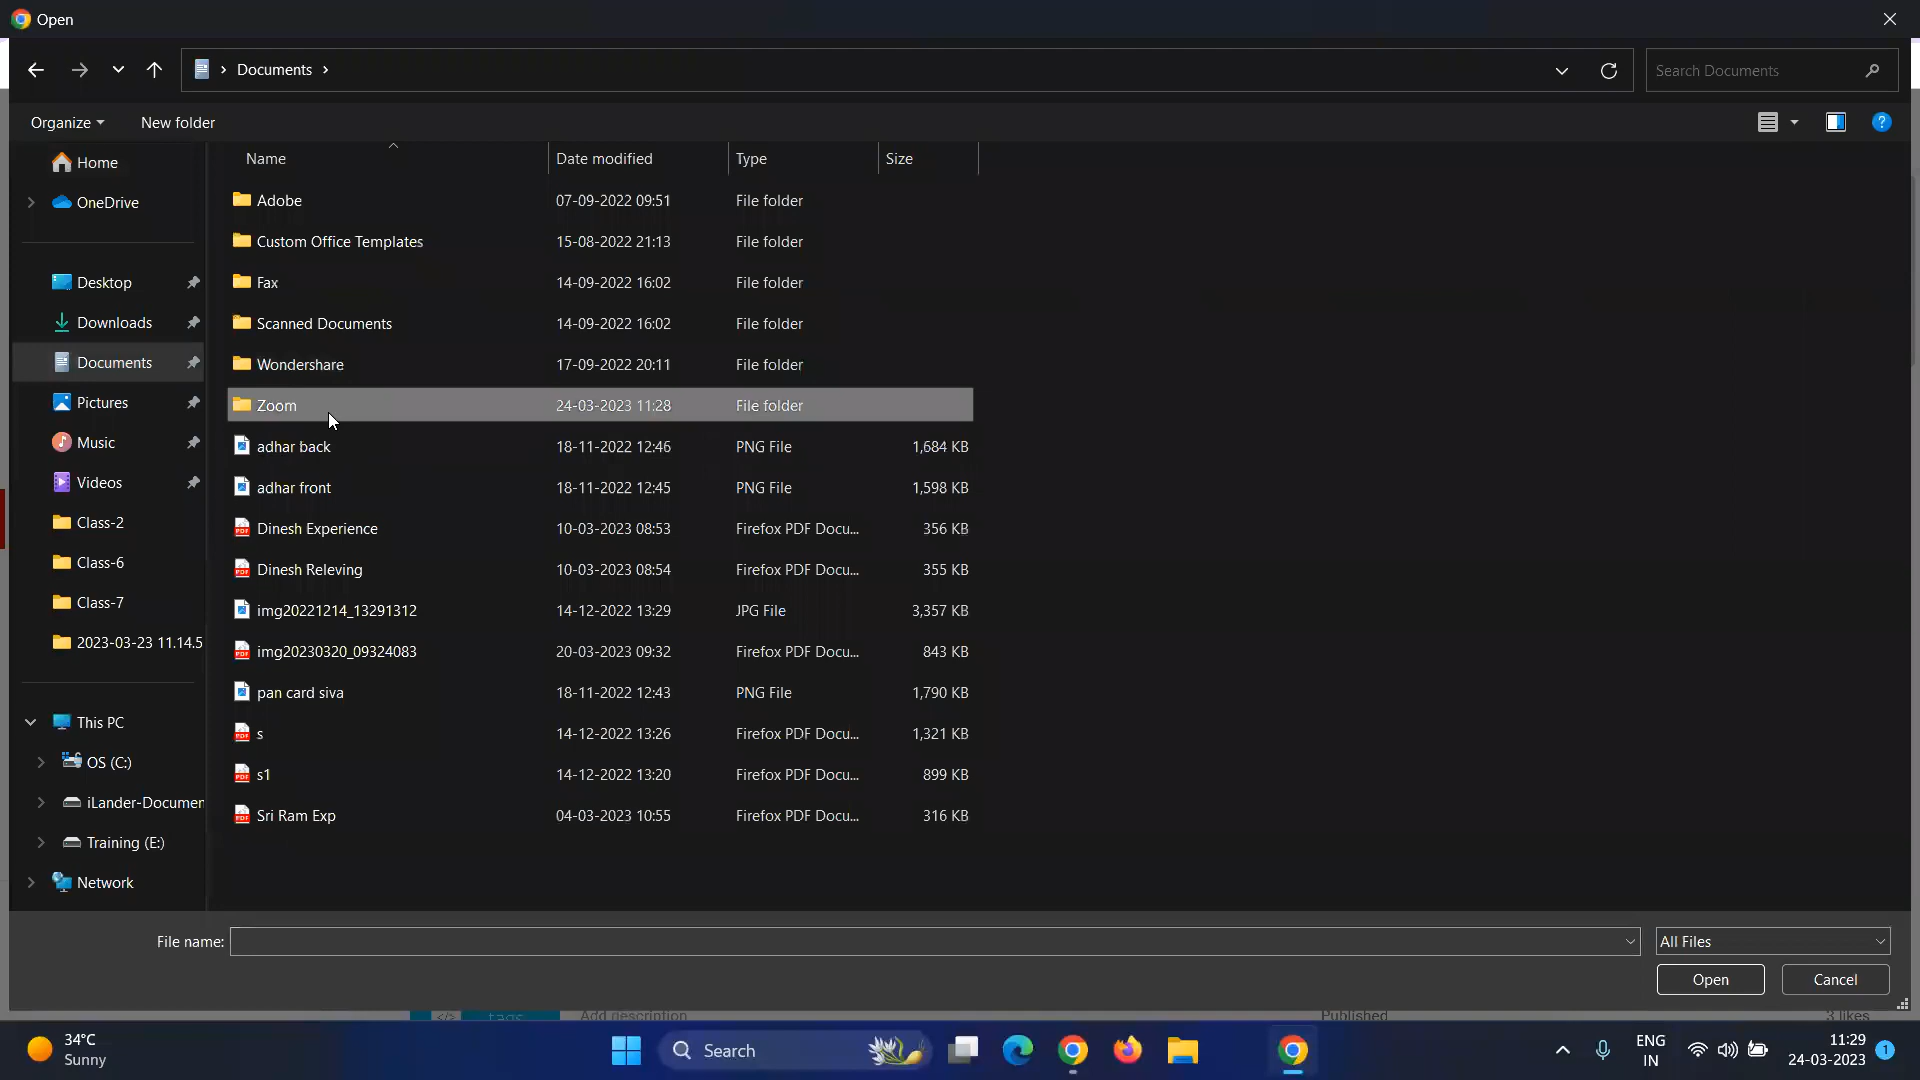 Open
Documents
Search Documents
Organize
New folder
Home
OneDrive
Desktop
Downloads
Documents
Pictures
Music
Videos
Class-2
Class-6
Class-7
2023-03-23 11.14.5
This PC
OS (C:)
iLander-Documen
Training (E:)
Network
Name Date modified Type Size
Adobe 07-09-2022 09:51 File folder
Custom Office Templates 15-08-2022 21:13 File folder
Fax 14-09-2022 16:02 File folder
Scanned Documents 14-09-2022 16:02 File folder
Wondershare 17-09-2022 20:11 File folder
Zoom 24-03-2023 11:28 File folder
adhar back 18-11-2022 12:46 PNG File 1,684 KB
adhar front 18-11-2022 12:45 PNG File 1,598 KB
Dinesh Experience 10-03-2023 08:53 Firefox PDF Docu... 356 KB
Dinesh Releving 10-03-2023 08:54 Firefox PDF Docu... 355 KB
img20221214_13291312 14-12-2022 13:29 JPG File 3,357 KB
img20230320_09324083 20-03-2023 09:32 Firefox PDF Docu... 843 KB
pan card siva 18-11-2022 12:43 PNG File 1,790 KB
s 14-12-2022 13:26 Firefox PDF Docu... 1,321 KB
s1 14-12-2022 13:20 Firefox PDF Docu... 899 KB
Sri Ram Exp 04-03-2023 10:55 Firefox PDF Docu... 316 KB
File name: All Files
Open Cancel
</> tags Add description Published 3 likes
34°C
Sunny
Search
ENG
IN
11:29
24-03-2023
1